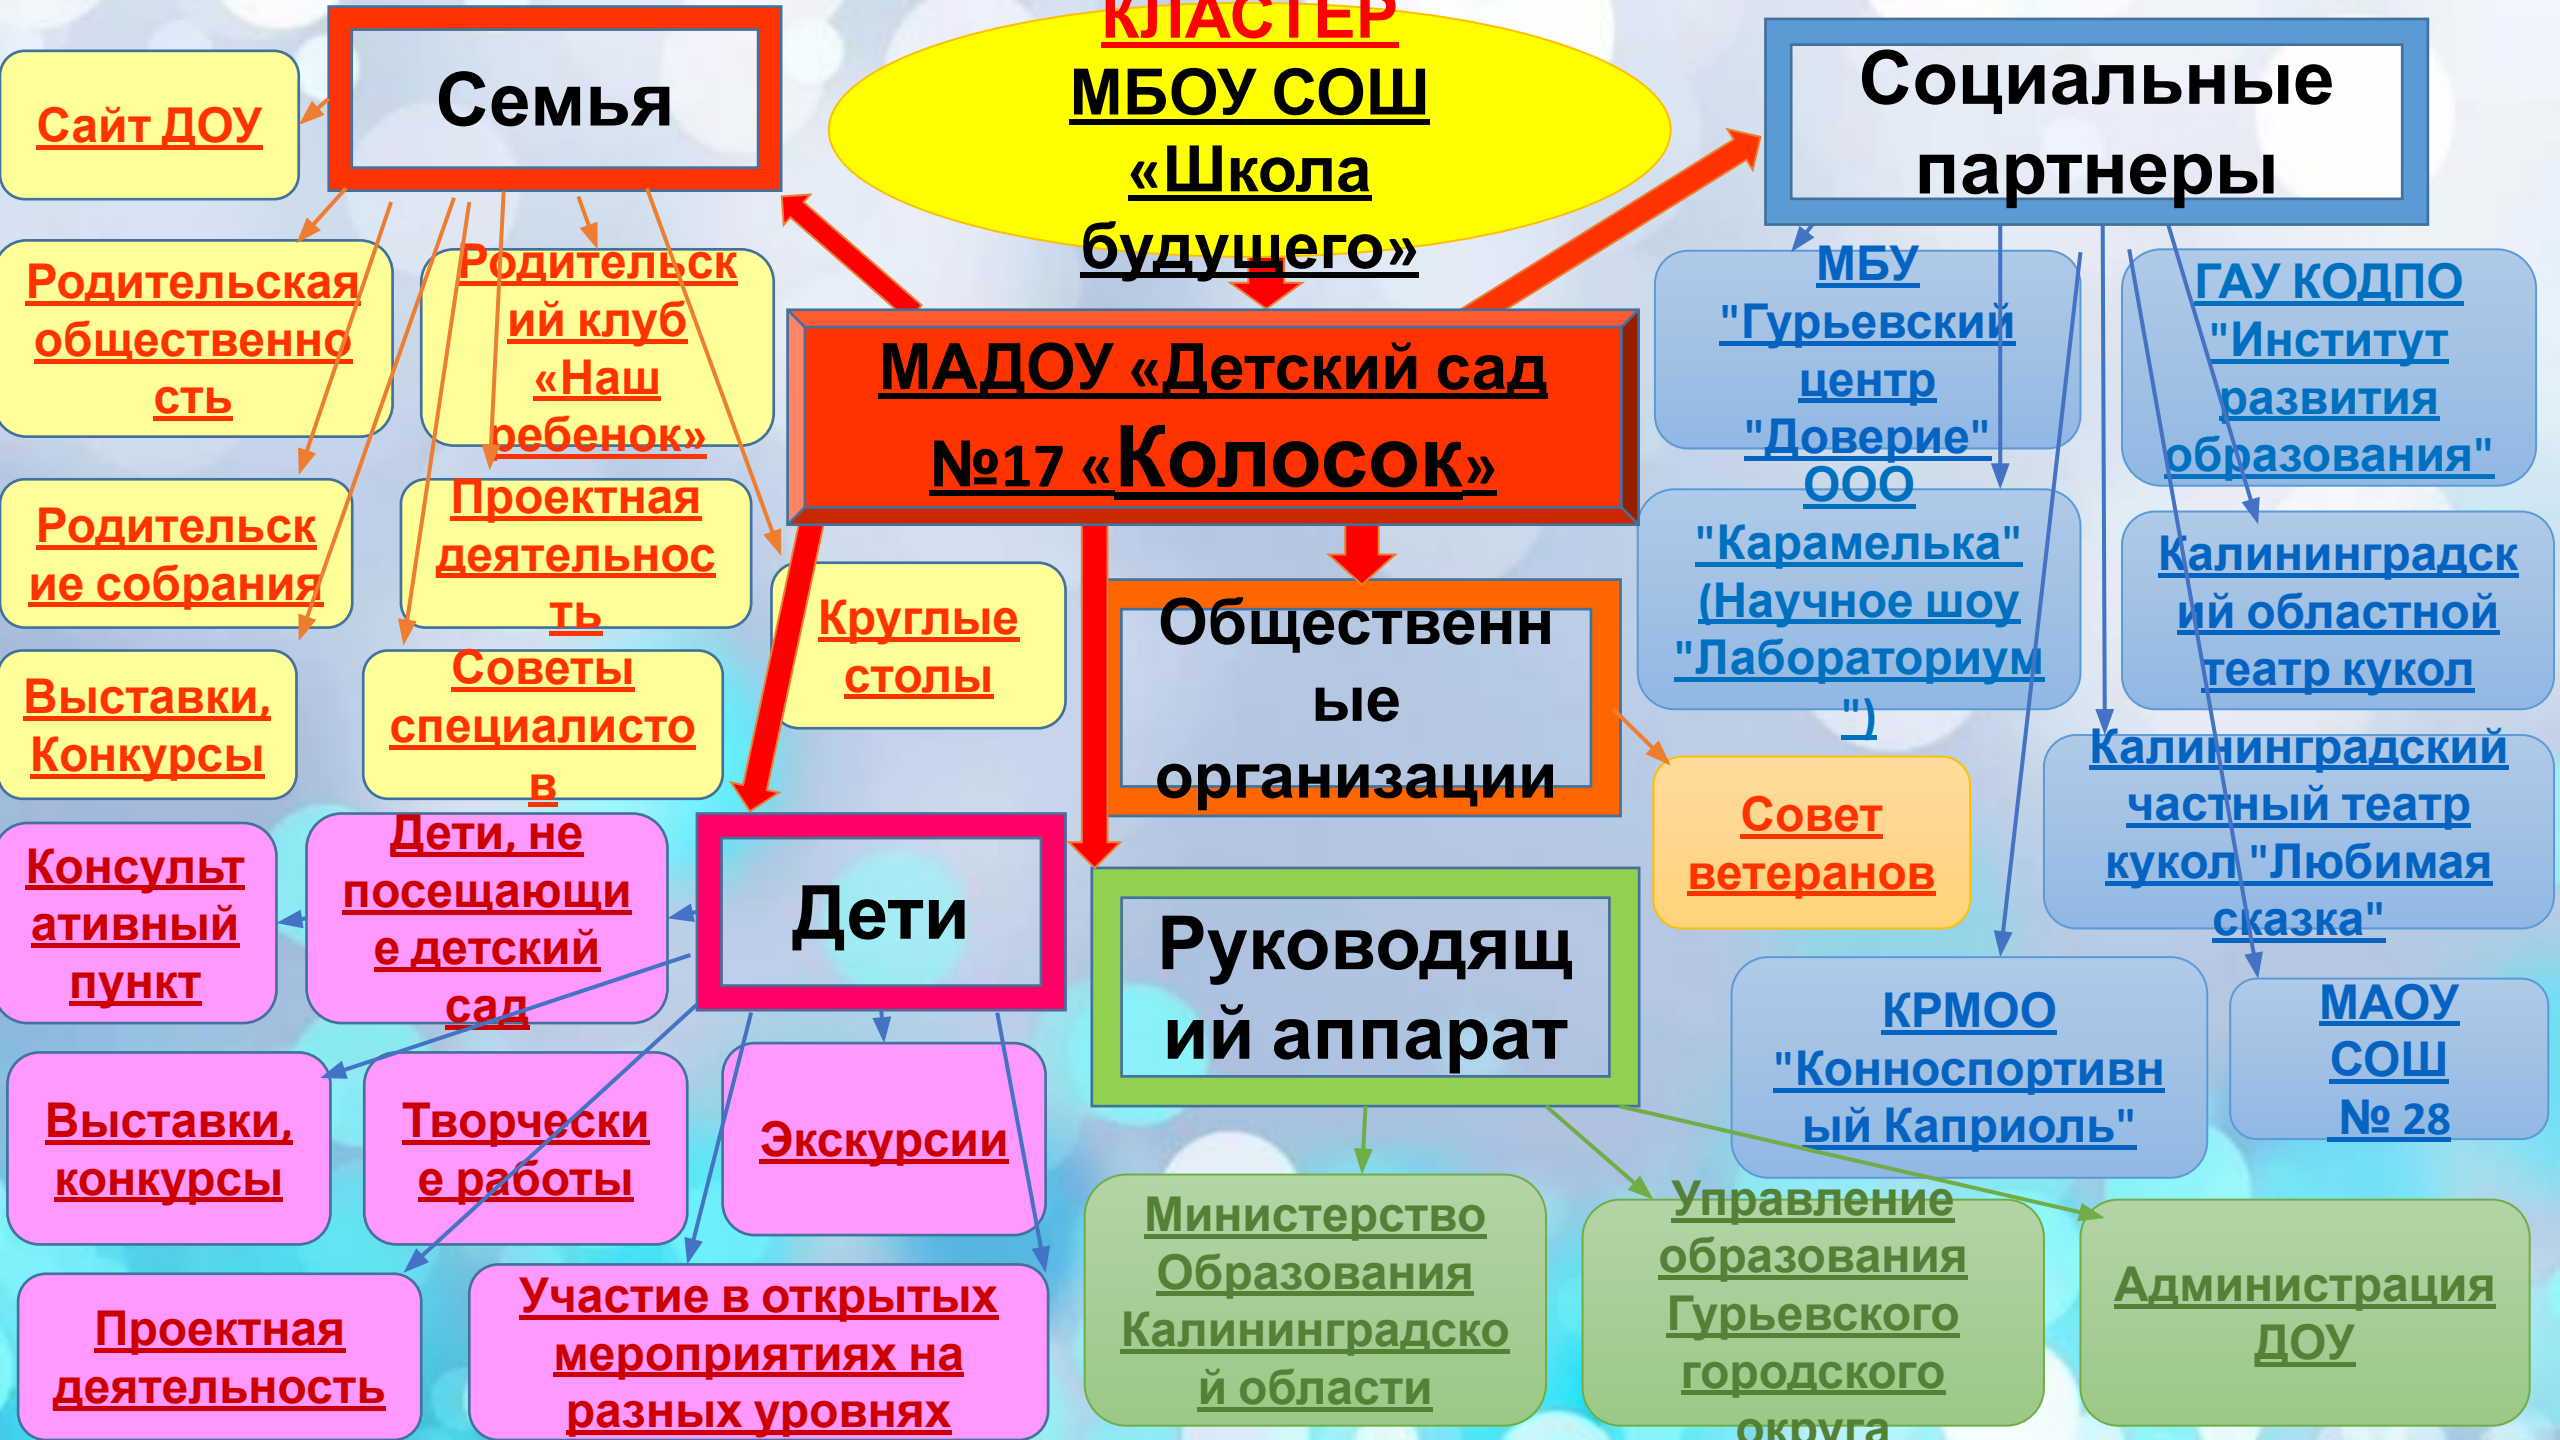 КЛАСТЕР
МБОУ СОШ
«Школа
будущего»
Семья
Социальные
партнеры
Сайт ДОУ
Родительская
общественно
сть
Родительск
ий клуб
«Наш
ребенок»
МАДОУ «Детский сад
№17 «Колосок»
МБУ
"Гурьевский
центр
"Доверие"
ГАУ КОДПО
"Институт
развития
образования"
Родительск
ие собрания
Проектная
деятельнос
ть
Круглые
столы
Общественн
ые
организации
ООО
"Карамелька"
(Научное шоу
"Лабораториум
")
Калининградск
ий областной
театр кукол
Выставки,
Конкурсы
Советы
специалисто
в
Совет
ветеранов
Калининградский
частный театр
кукол "Любимая
сказка"
Консульт
ативный
пункт
Дети, не
посещающи
е детский
сад
Дети
Руководящ
ий аппарат
КРМОО
"Конноспортивн
ый Каприоль"
МАОУ
СОШ
№ 28
Выставки,
конкурсы
Творчески
е работы
Экскурсии
Проектная
деятельность
Участие в открытых
мероприятиях на
разных уровнях
Министерство
Образования
Калининградско
й области
Управление
образования
Гурьевского
городского
округа
Администрация
ДОУ